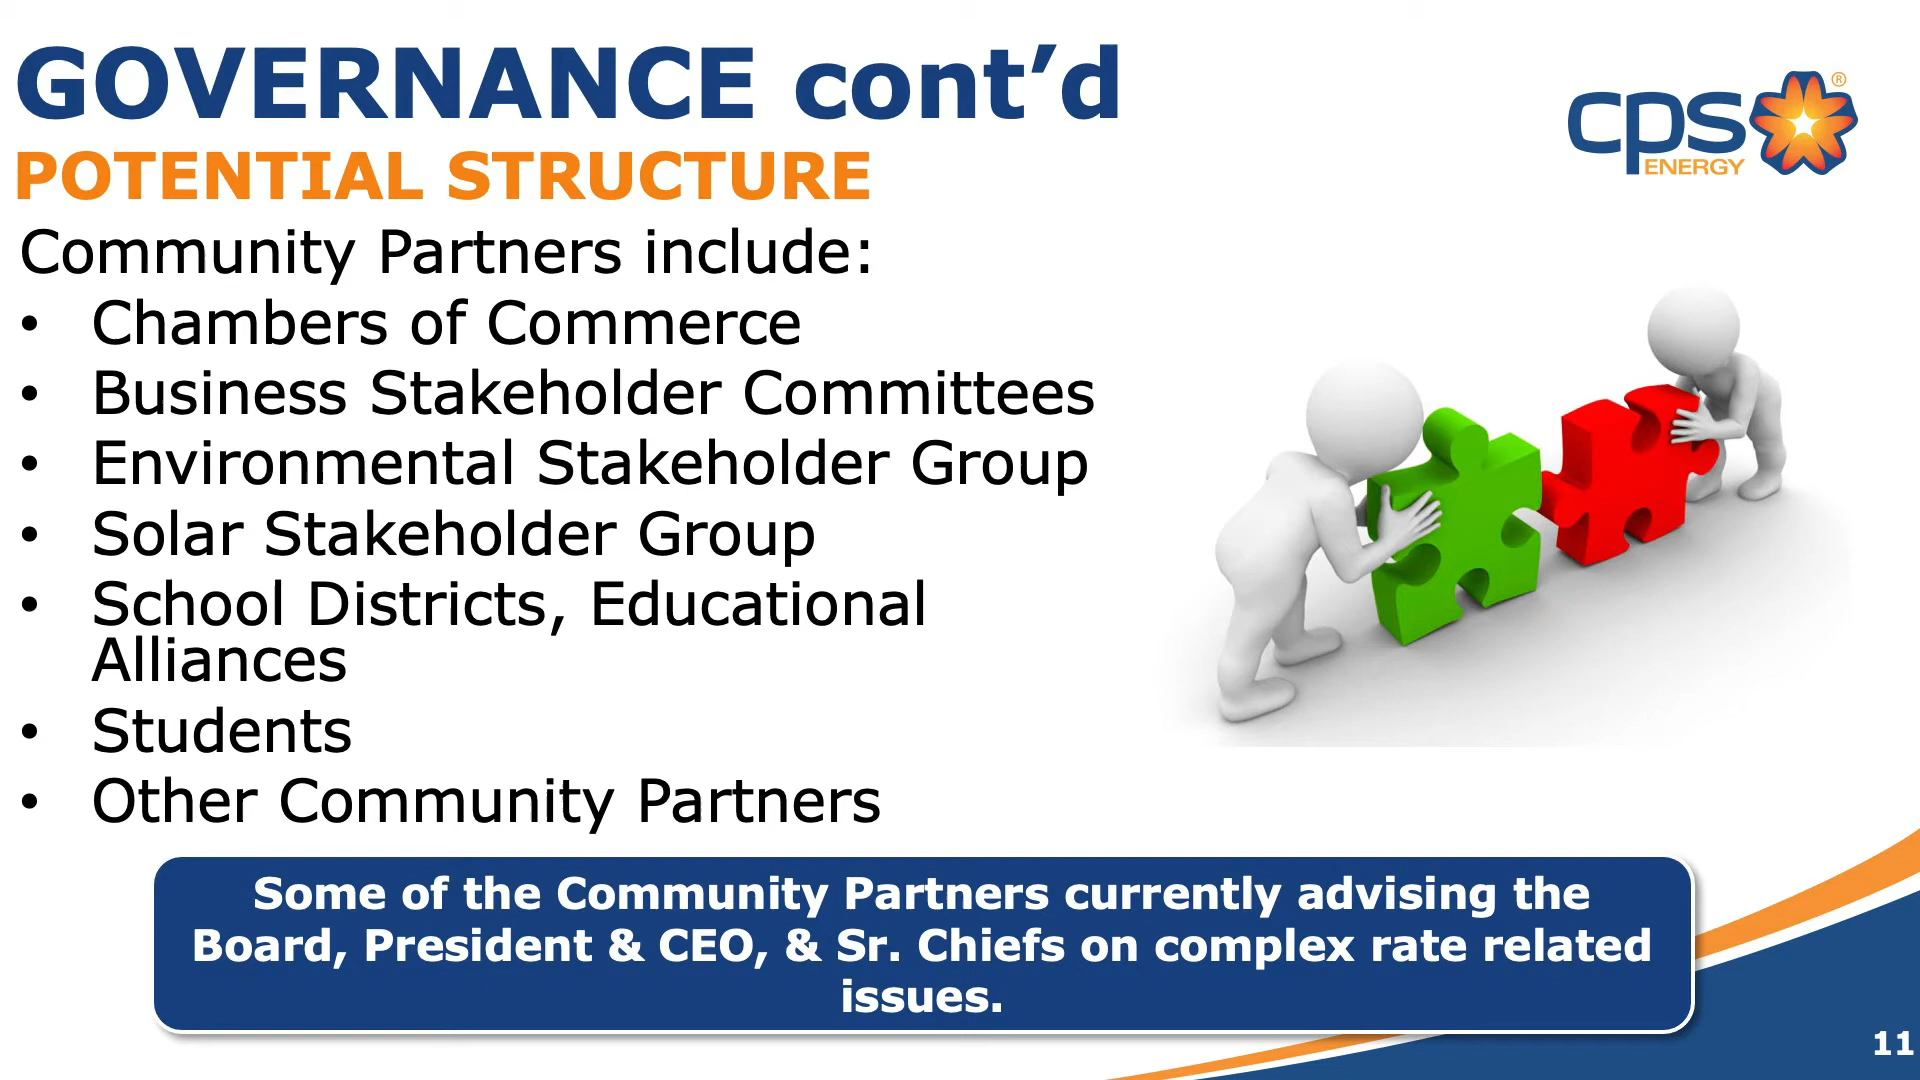 GOVERNANCE cont’d
cps
ENERGY
®
POTENTIAL STRUCTURE
Community Partners include:
• Chambers of Commerce
• Business Stakeholder Committees
• Environmental Stakeholder Group
• Solar Stakeholder Group
• School Districts, Educational
Alliances
• Students
• Other Community Partners
Some of the Community Partners currently advising the
Board, President & CEO, & Sr. Chiefs on complex rate related
issues.
11